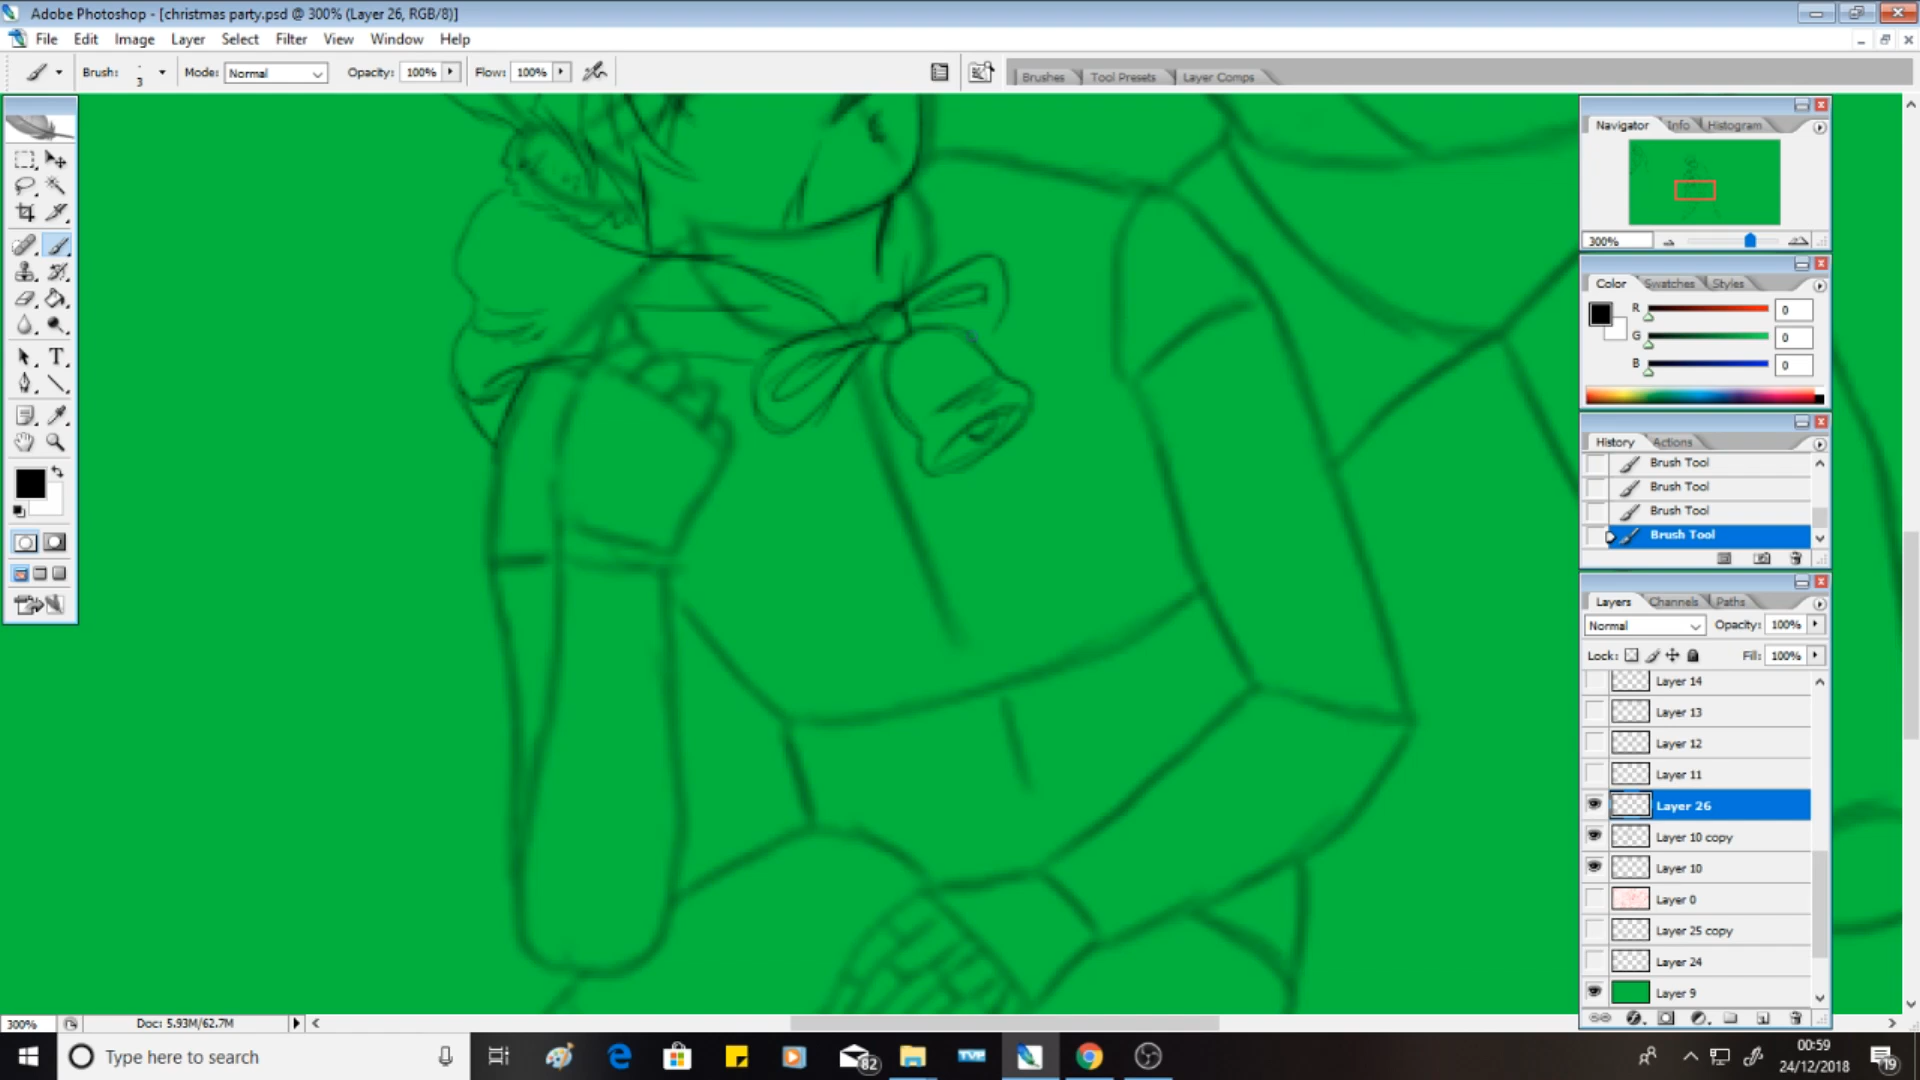 Adobe Photoshop - [christmas party.psd @ 300% (Layer 26, RGB/8)]
File Edit Image Layer Select Filter View Window Help
Brush: 3 Mode: Normal Opacity: 100% Flow: 100% Brushes Tool Presets Layer Comps
Navigator Info Histogram
300%
Color Swatches Styles
R 0
G 0
B 0
History Actions
Brush Tool
Brush Tool
Brush Tool
Brush Tool
Layers Channels Paths
Normal Opacity: 100%
Lock: Fill: 100%
Layer 14
Layer 13
Layer 12
Layer 11
Layer 26
Layer 10 copy
Layer 10
Layer 0
Layer 25 copy
Layer 24
Layer 9
300% Doc: 5.93M/62.7M
Type here to search 82 TVP 00:59 19
24/12/2018